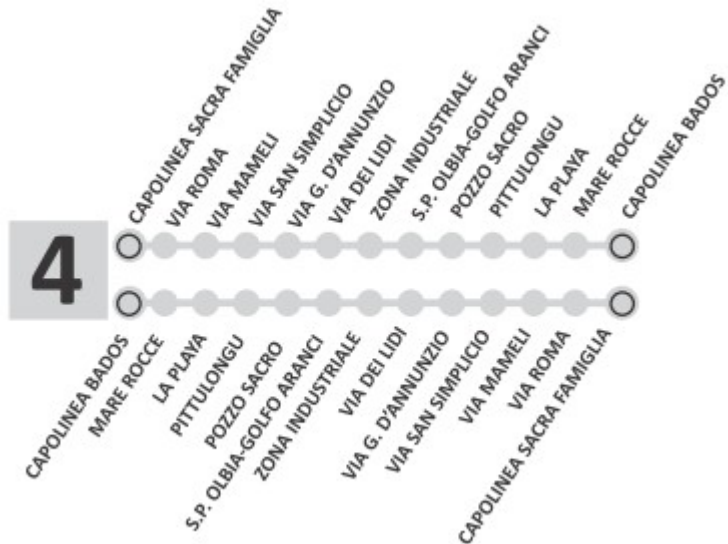 4
CAPOLINEA SACRA FAMIGLIA
VIA ROMA
VIA MAMELI
VIA SAN SIMPLICIO
VIA G. D'ANNUNZIO
VIA DEI LIDI
ZONA INDUSTRIALE
S.P. OLBIA-GOLFO ARANCI
POZZO SACRO
PITTULONGU
LA PLAYA
MARE ROCCE
CAPOLINEA BADOS
CAPOLINEA BADOS
MARE ROCCE
LA PLAYA
PITTULONGU
POZZO SACRO
S.P. OLBIA-GOLFO ARANCI
ZONA INDUSTRIALE
VIA DEI LIDI
VIA G. D'ANNUNZIO
VIA SAN SIMPLICIO
VIA MAMELI
VIA ROMA
CAPOLINEA SACRA FAMIGLIA